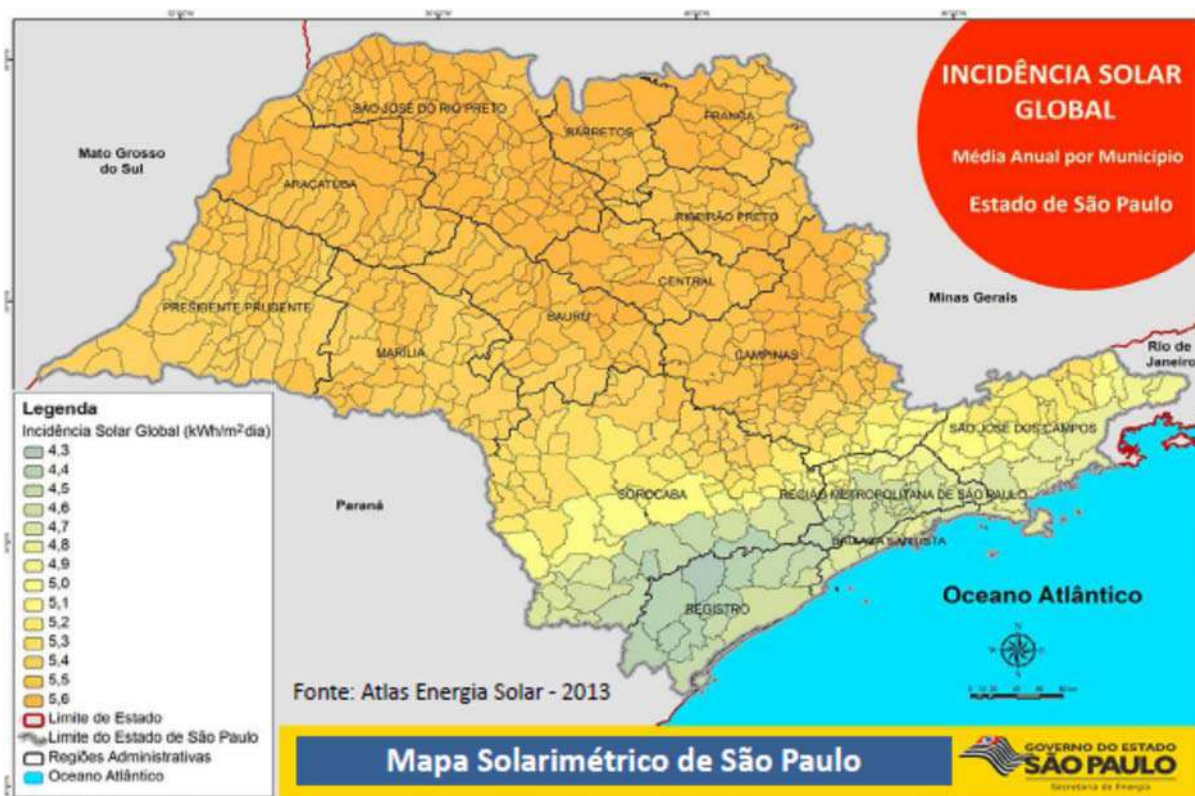 INCIDÊNCIA SOLAR
GLOBAL
Média Anual por Município
Estado de São Paulo
Mato Grosso
do Sul
SÃO JOSÉ DO RIO PRETO
BARRETOS
FRANCA
ARAÇATUBA
RIBEIRÃO PRETO
CENTRAL
Minas Gerais
PRESIDENTE PRUDENTE
BAURU
MARÍLIA
CAMPINAS
Rio de
Janeiro
SÃO JOSÉ DOS CAMPOS
SOROCABA
REGIÃO METROPOLITANA DE SÃO PAULO
Paraná
BAIXADA SANTISTA
REGISTRO
Oceano Atlântico
N
Legenda
Incidência Solar Global (kWh/m² dia)
4,3
4,4
4,5
4,6
4,7
4,8
4,9
5,0
5,1
5,2
5,3
5,4
5,5
5,6
Limite de Estado
Limite do Estado de São Paulo
Regiões Administrativas
Oceano Atlântico
Fonte: Atlas Energia Solar - 2013
Mapa Solarimétrico de São Paulo
GOVERNO DO ESTADO
SÃO PAULO
Secretaria de Energia